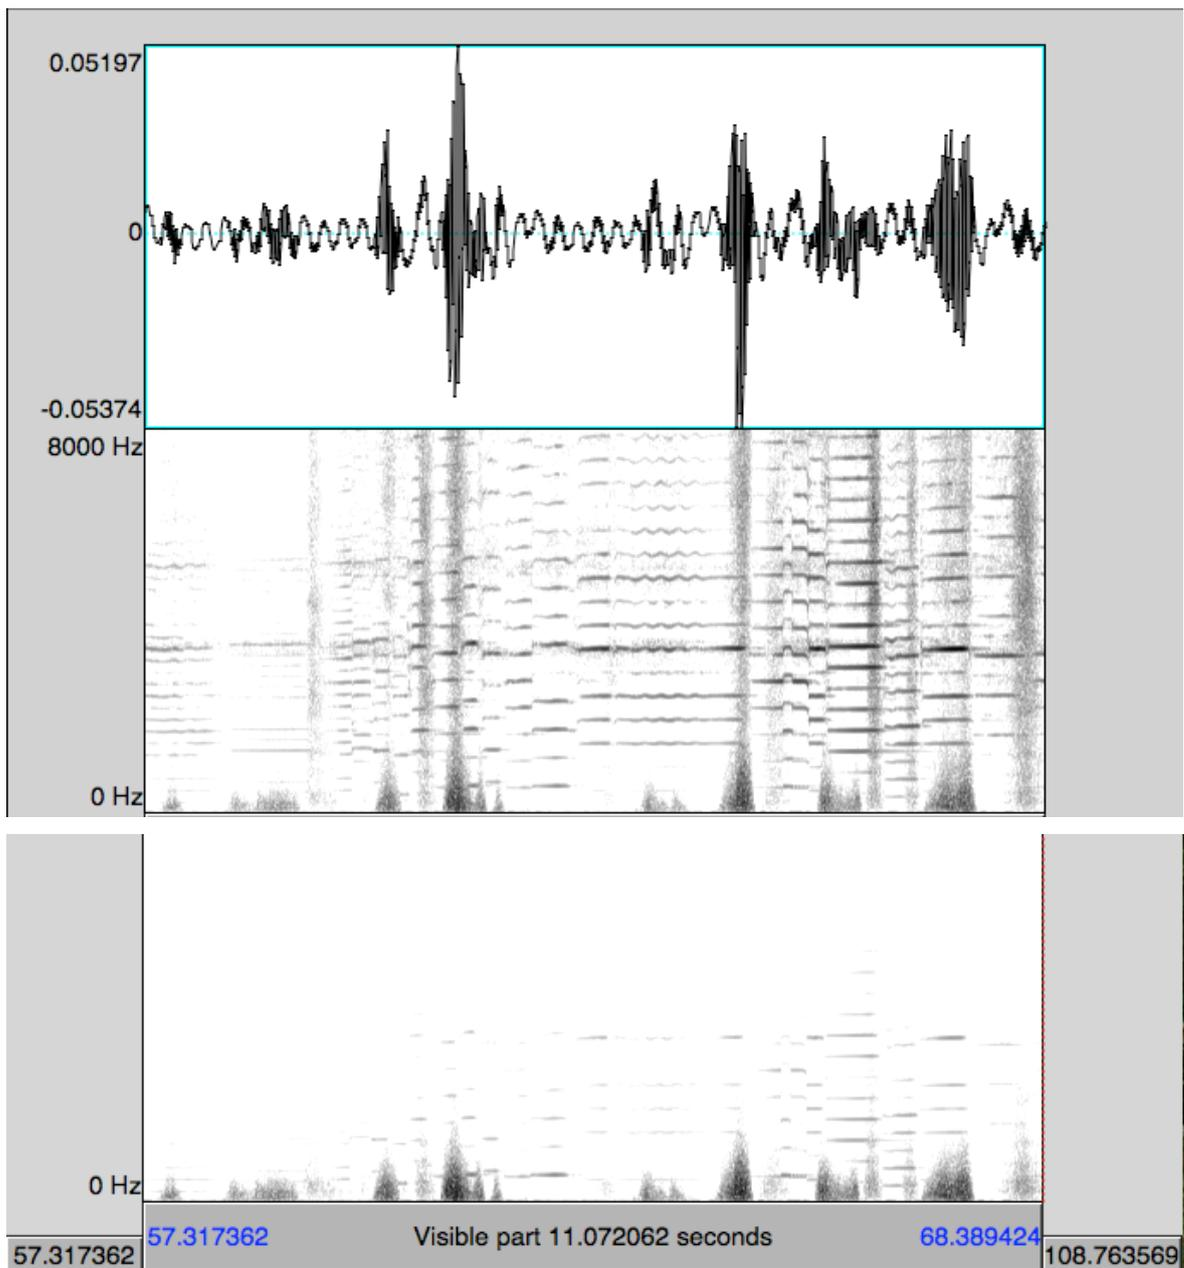 0.05197
0
-0.05374
8000 Hz
0 Hz
0 Hz
57.317362 Visible part 11.072062 seconds 68.389424
57.317362 108.763569